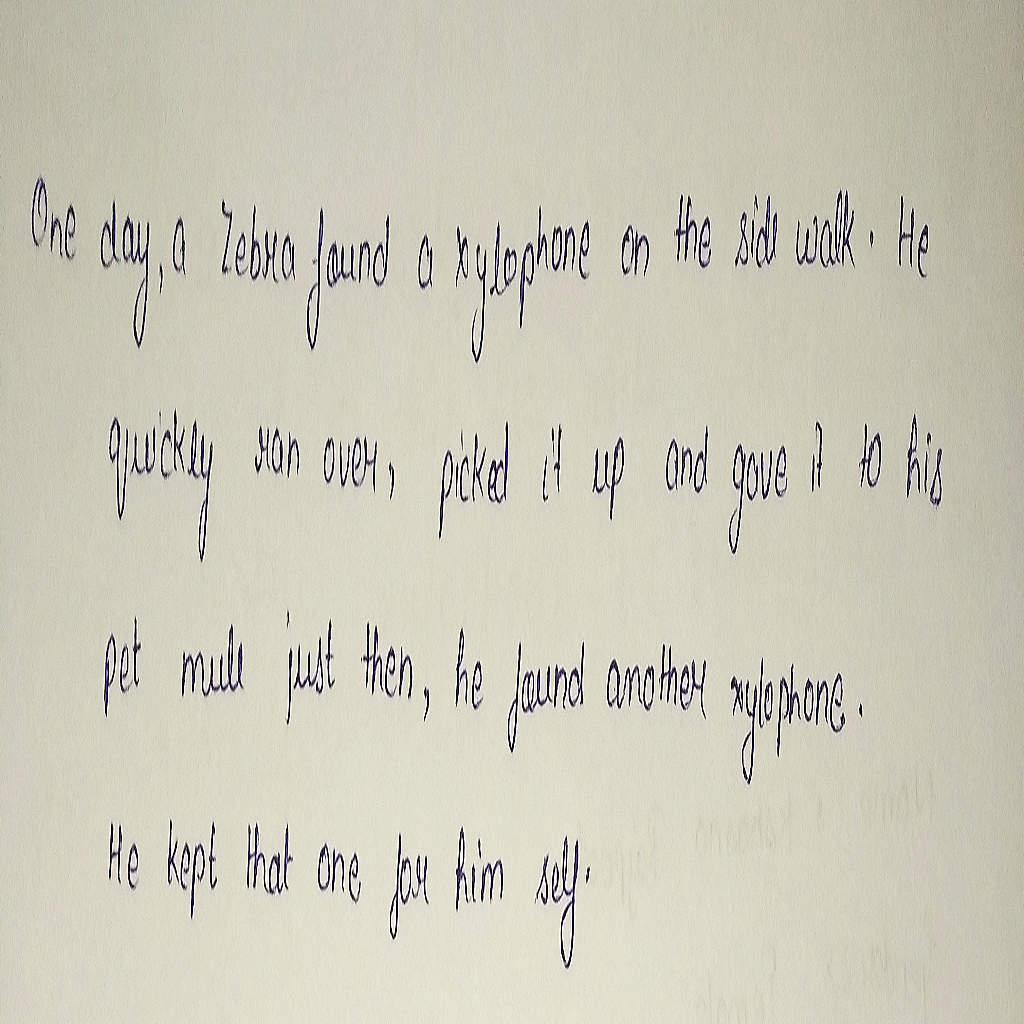 One day, a Zebra found a xylophone on the side walk. He
quickly ran over, picked it up and gave it to his
pet mule just then, he found another xylophone.
He kept that one for him self.